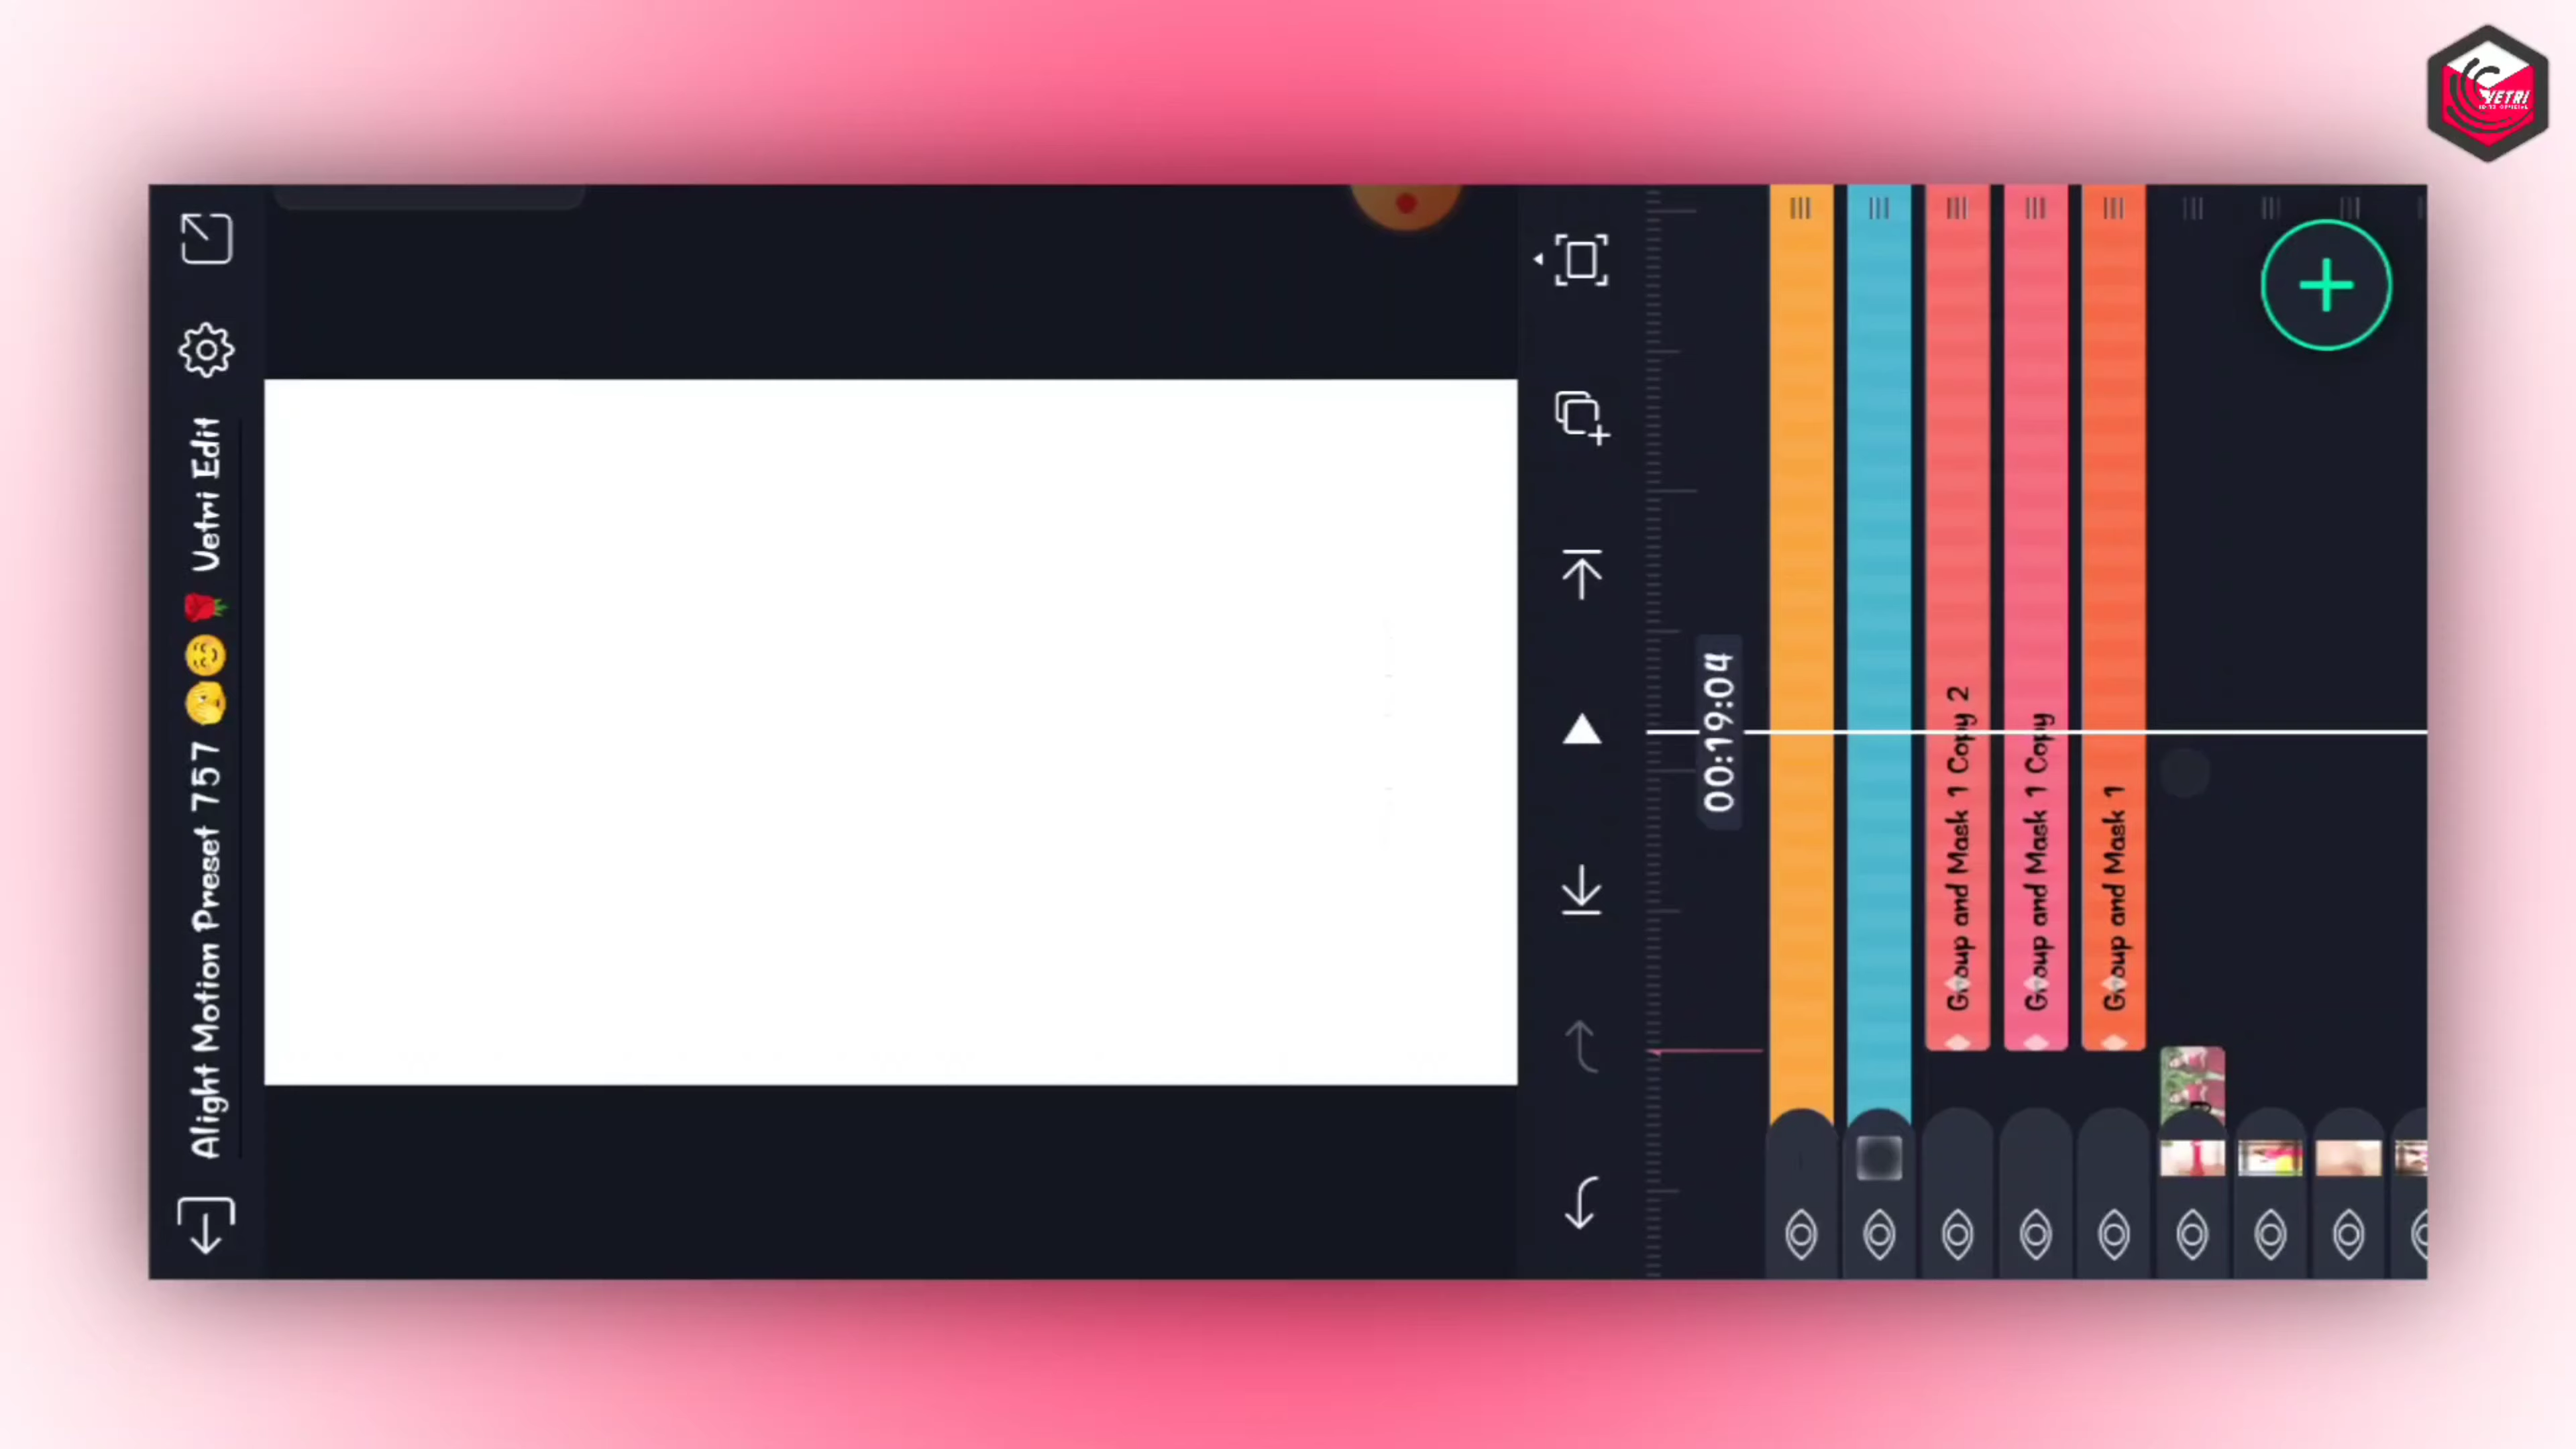 Alight Motion Preset 757 🫣😌🌹 Vetri Edit
00:19:04
Group and Mask 1 Copy 2
Group and Mask 1 Copy
Group and Mask 1
VETRI